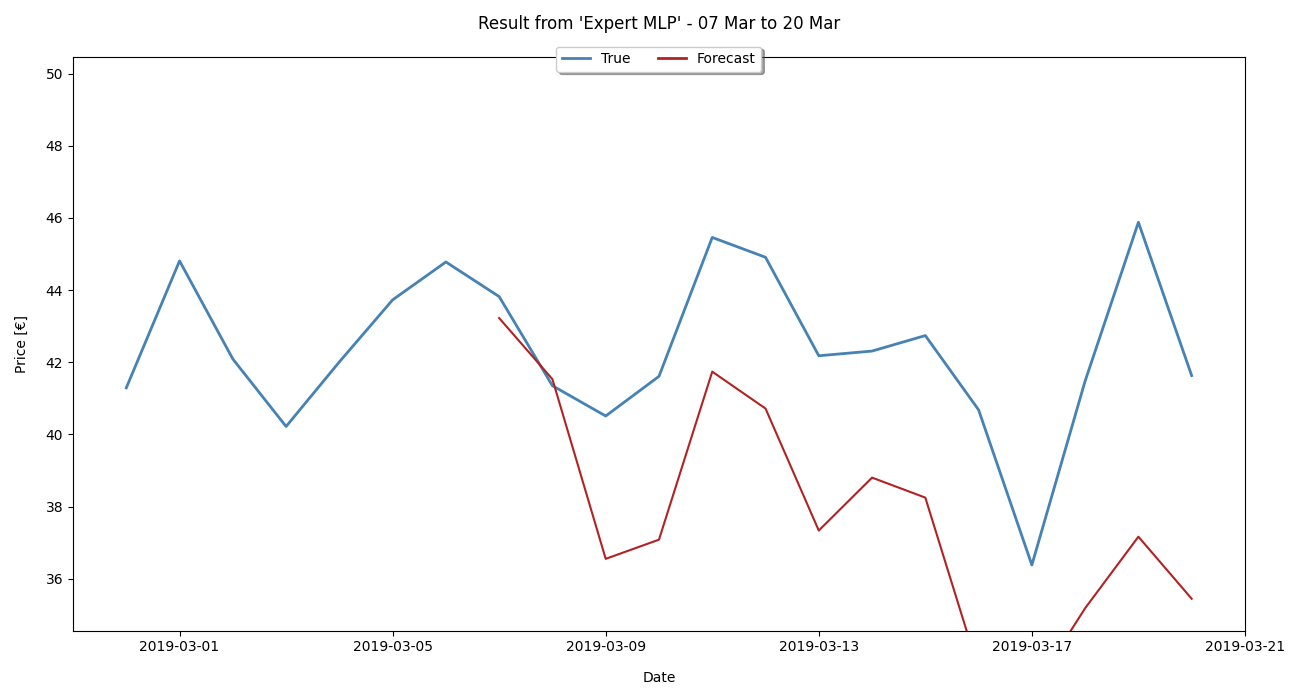 Result from 'Expert MLP' - 07 Mar to 20 Mar
True Forecast
50
48
46
44
42
40
38
36
Price [€]
2019-03-01 2019-03-05 2019-03-09 2019-03-13 2019-03-17 2019-03-21
Date